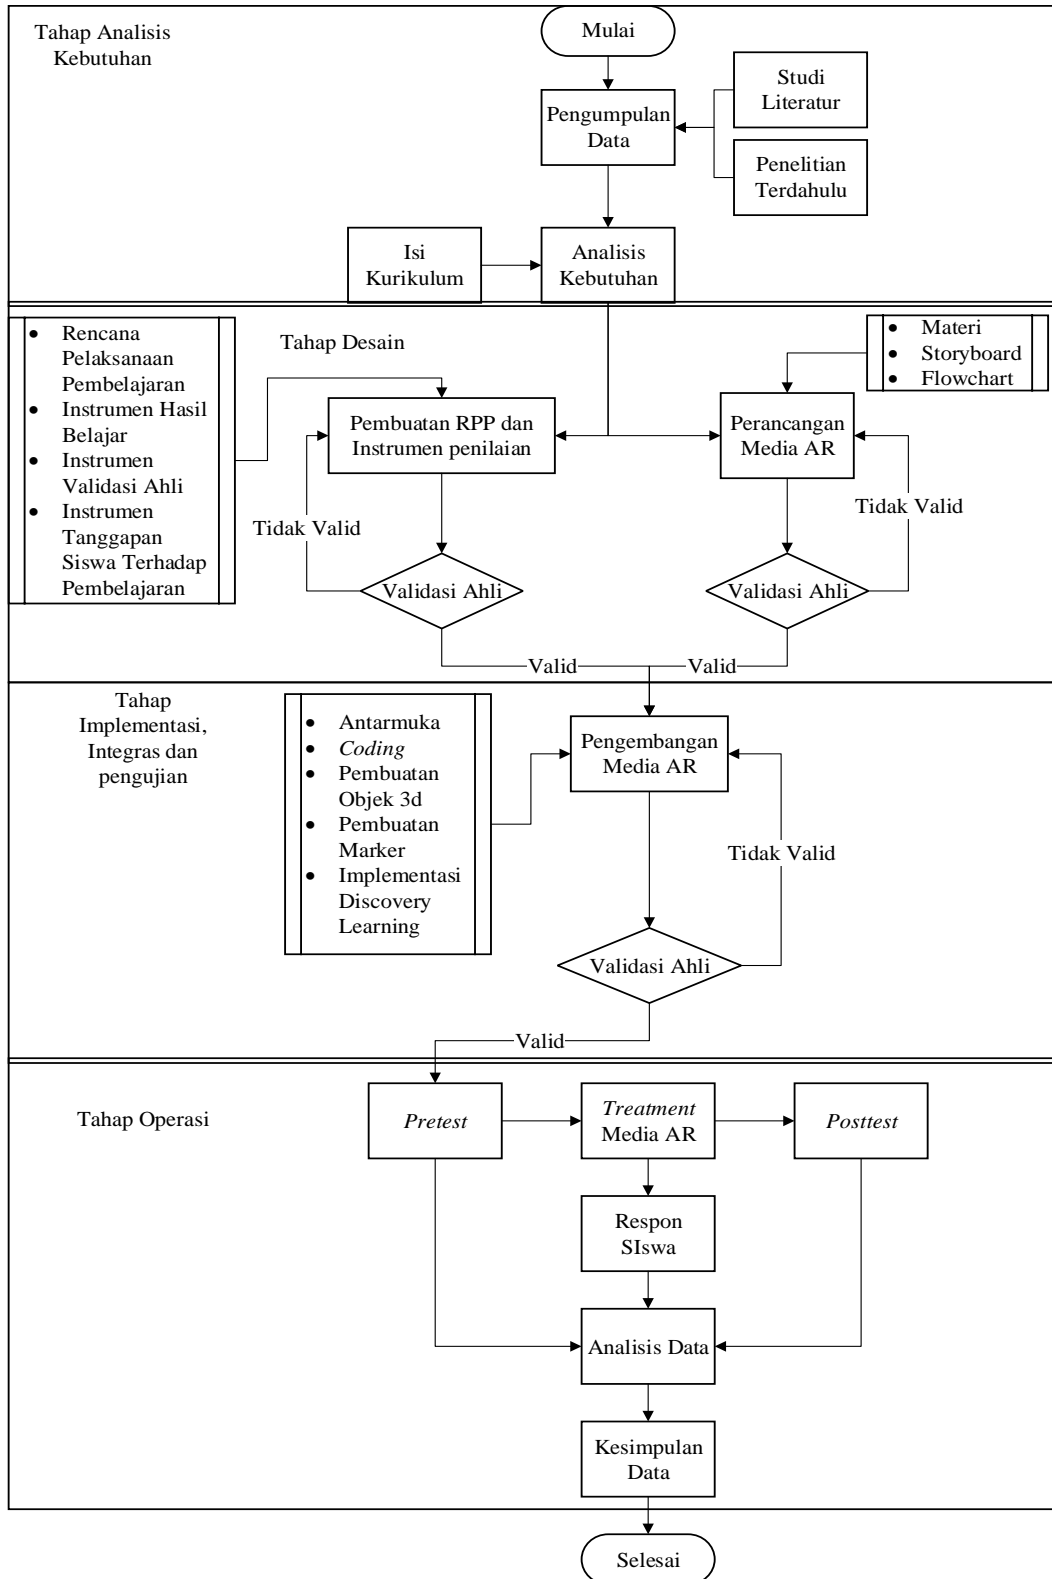 Tahap Analisis
Kebutuhan
Mulai
Pengumpulan
Data
Studi
Literatur
Penelitian
Terdahulu
Isi
Kurikulum
Analisis
Kebutuhan
• Rencana
Pelaksanaan
Pembelajaran
• Instrumen Hasil
Belajar
• Instrumen
Validasi Ahli
• Instrumen
Tanggapan
Siswa Terhadap
Pembelajaran
Tahap Desain
• Materi
• Storyboard
• Flowchart
Pembuatan RPP dan
Instrumen penilaian
Perancangan
Media AR
Tidak Valid
Tidak Valid
Validasi Ahli
Validasi Ahli
Valid
Valid
Tahap
Implementasi,
Integras dan
pengujian
• Antarmuka
• Coding
• Pembuatan
Objek 3d
• Pembuatan
Marker
• Implementasi
Discovery
Learning
Pengembangan
Media AR
Tidak Valid
Validasi Ahli
Valid
Tahap Operasi
Pretest
Treatment
Media AR
Posttest
Respon
SIswa
Analisis Data
Kesimpulan
Data
Selesai